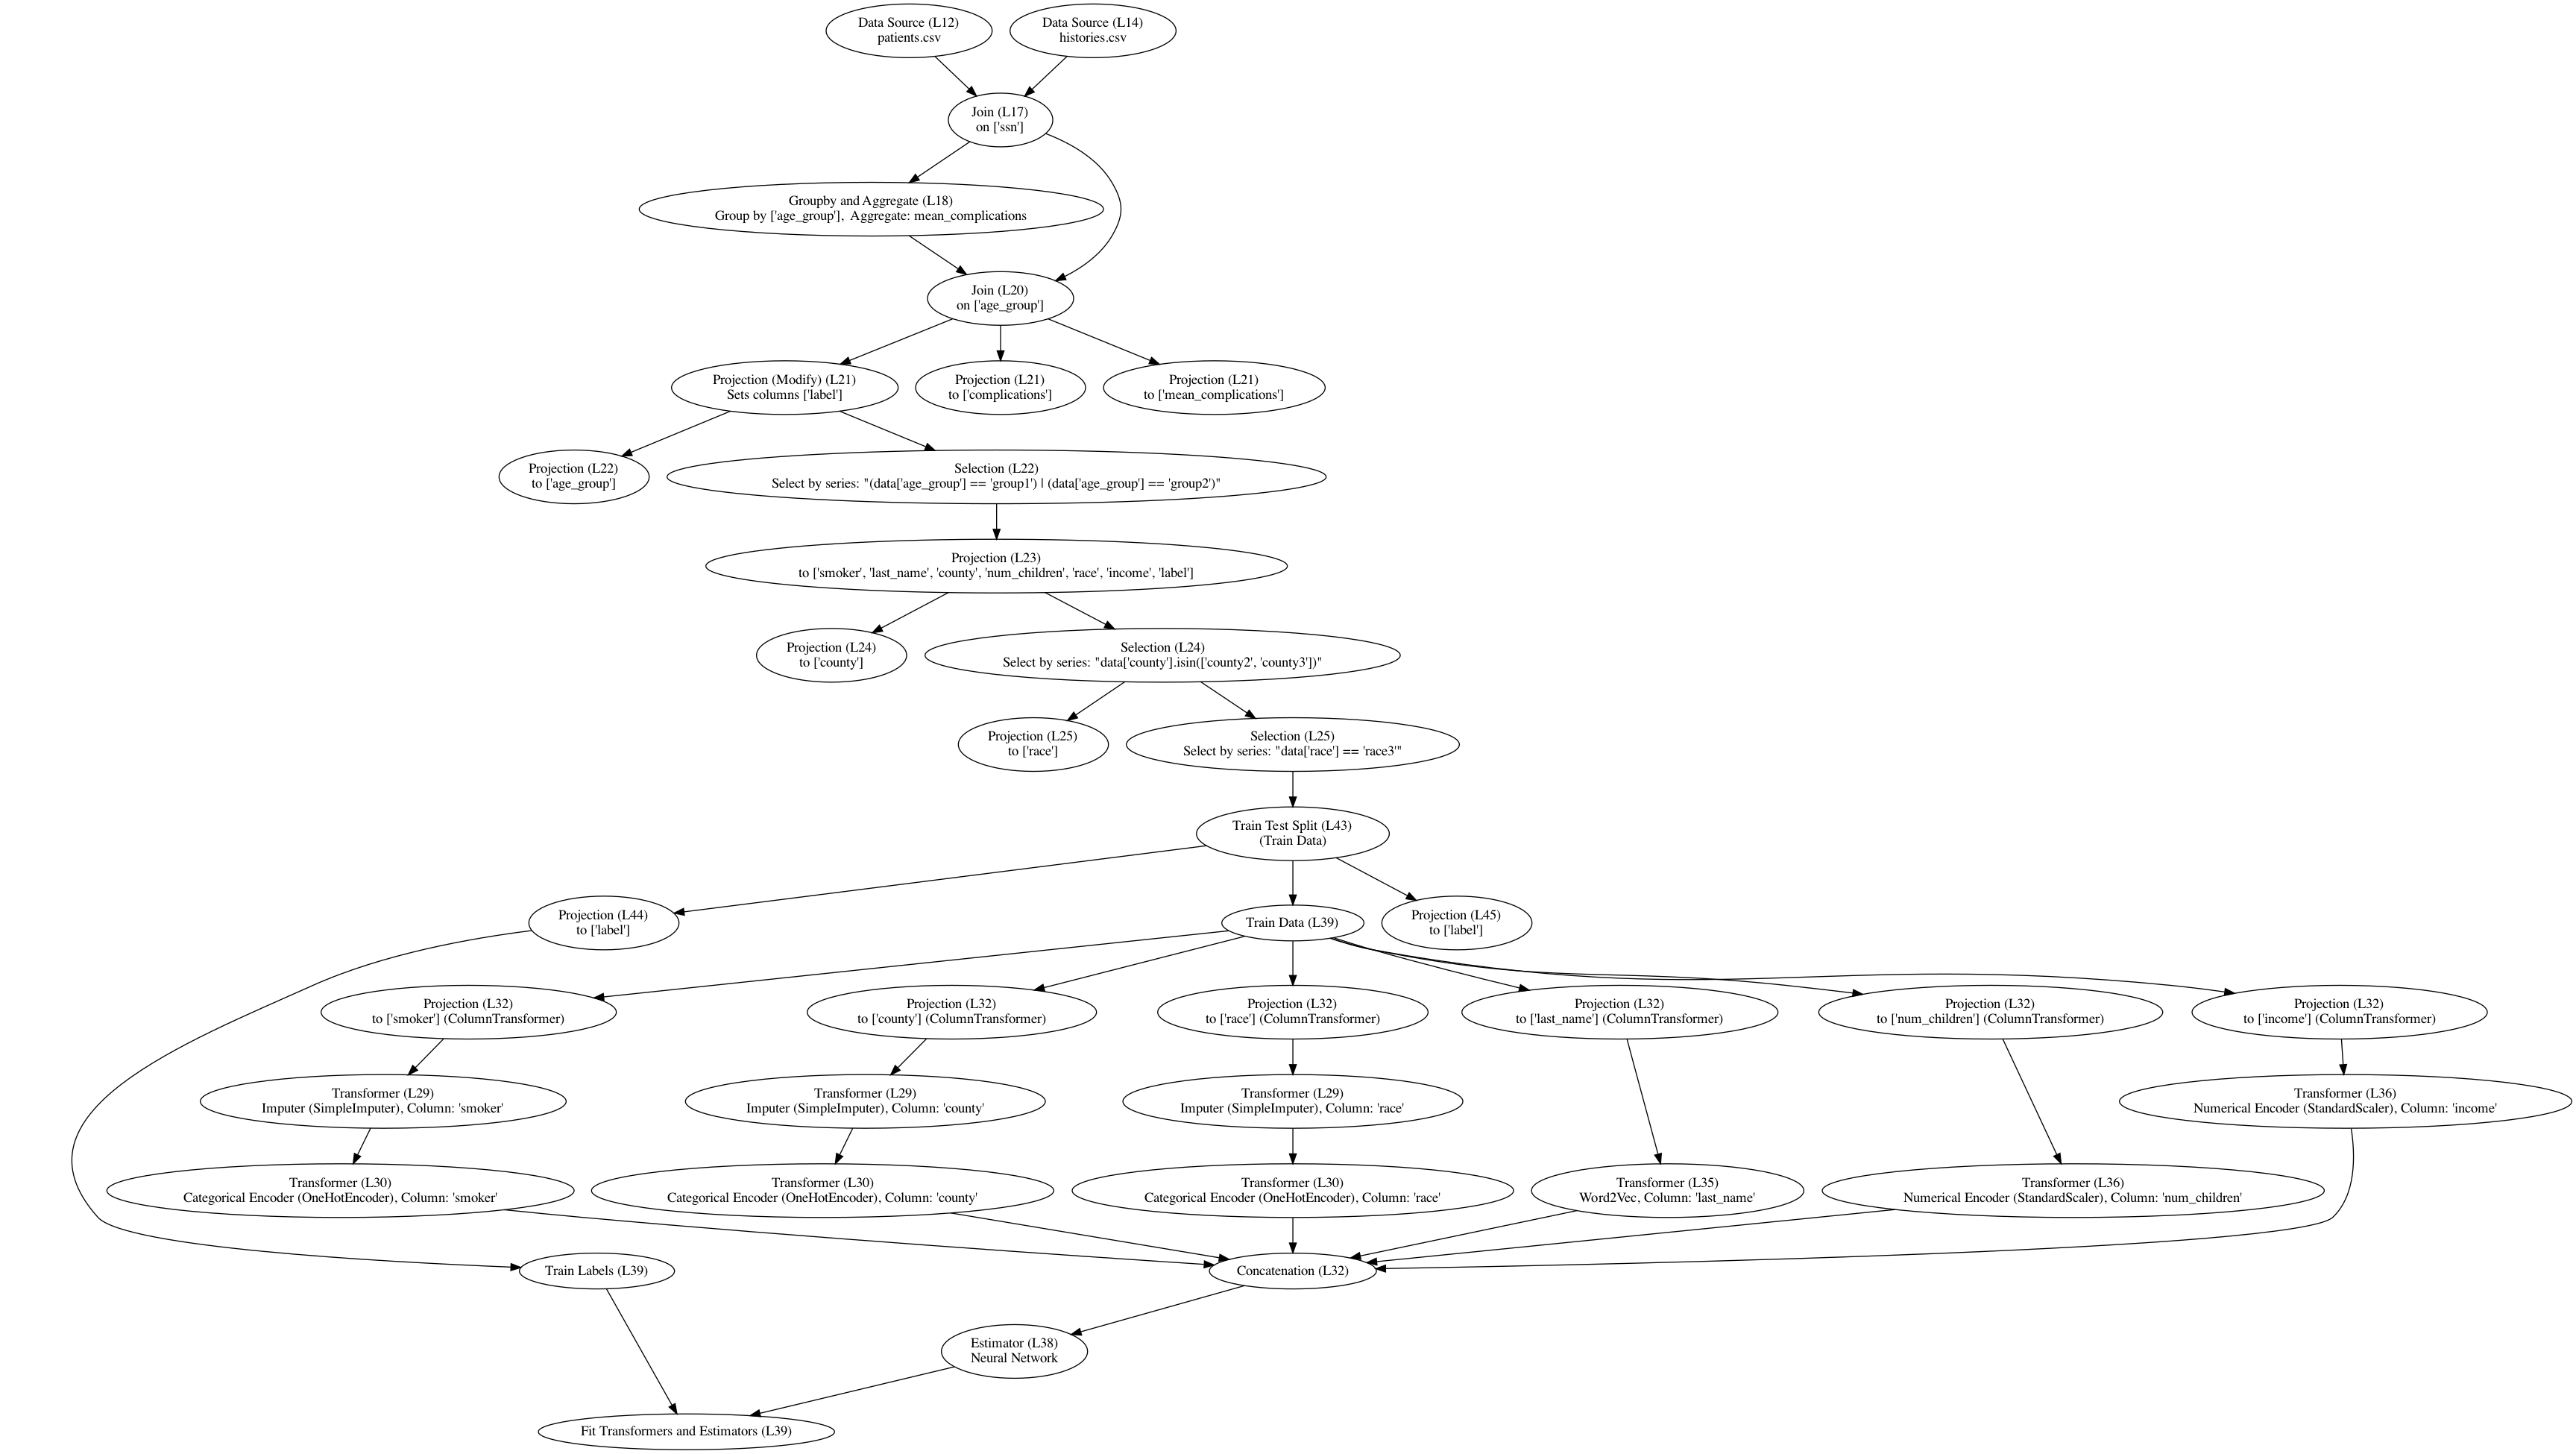 Data Source (L12)
patients.csv
Data Source (L14)
histories.csv
Join (L17)
on ['ssn']
Groupby and Aggregate (L18)
Group by ['age_group'], Aggregate: mean_complications
Join (L20)
on ['age_group']
Projection (Modify) (L21)
Sets columns ['label']
Projection (L21)
to ['complications']
Projection (L21)
to ['mean_complications']
Projection (L22)
to ['age_group']
Selection (L22)
Select by series: "(data['age_group'] == 'group1') | (data['age_group'] == 'group2')"
Projection (L23)
to ['smoker', 'last_name', 'county', 'num_children', 'race', 'income', 'label']
Projection (L24)
to ['county']
Selection (L24)
Select by series: "data['county'].isin(['county2', 'county3'])"
Projection (L25)
to ['race']
Selection (L25)
Select by series: "data['race'] == 'race3'"
Train Test Split (L43)
(Train Data)
Projection (L44)
to ['label']
Train Data (L39)
Projection (L45)
to ['label']
Projection (L32)
to ['smoker'] (ColumnTransformer)
Projection (L32)
to ['county'] (ColumnTransformer)
Projection (L32)
to ['race'] (ColumnTransformer)
Projection (L32)
to ['last_name'] (ColumnTransformer)
Projection (L32)
to ['num_children'] (ColumnTransformer)
Projection (L32)
to ['income'] (ColumnTransformer)
Transformer (L29)
Imputer (SimpleImputer), Column: 'smoker'
Transformer (L29)
Imputer (SimpleImputer), Column: 'county'
Transformer (L29)
Imputer (SimpleImputer), Column: 'race'
Transformer (L36)
Numerical Encoder (StandardScaler), Column: 'income'
Transformer (L30)
Categorical Encoder (OneHotEncoder), Column: 'smoker'
Transformer (L30)
Categorical Encoder (OneHotEncoder), Column: 'county'
Transformer (L30)
Categorical Encoder (OneHotEncoder), Column: 'race'
Transformer (L35)
Word2Vec, Column: 'last_name'
Transformer (L36)
Numerical Encoder (StandardScaler), Column: 'num_children'
Train Labels (L39)
Concatenation (L32)
Estimator (L38)
Neural Network
Fit Transformers and Estimators (L39)